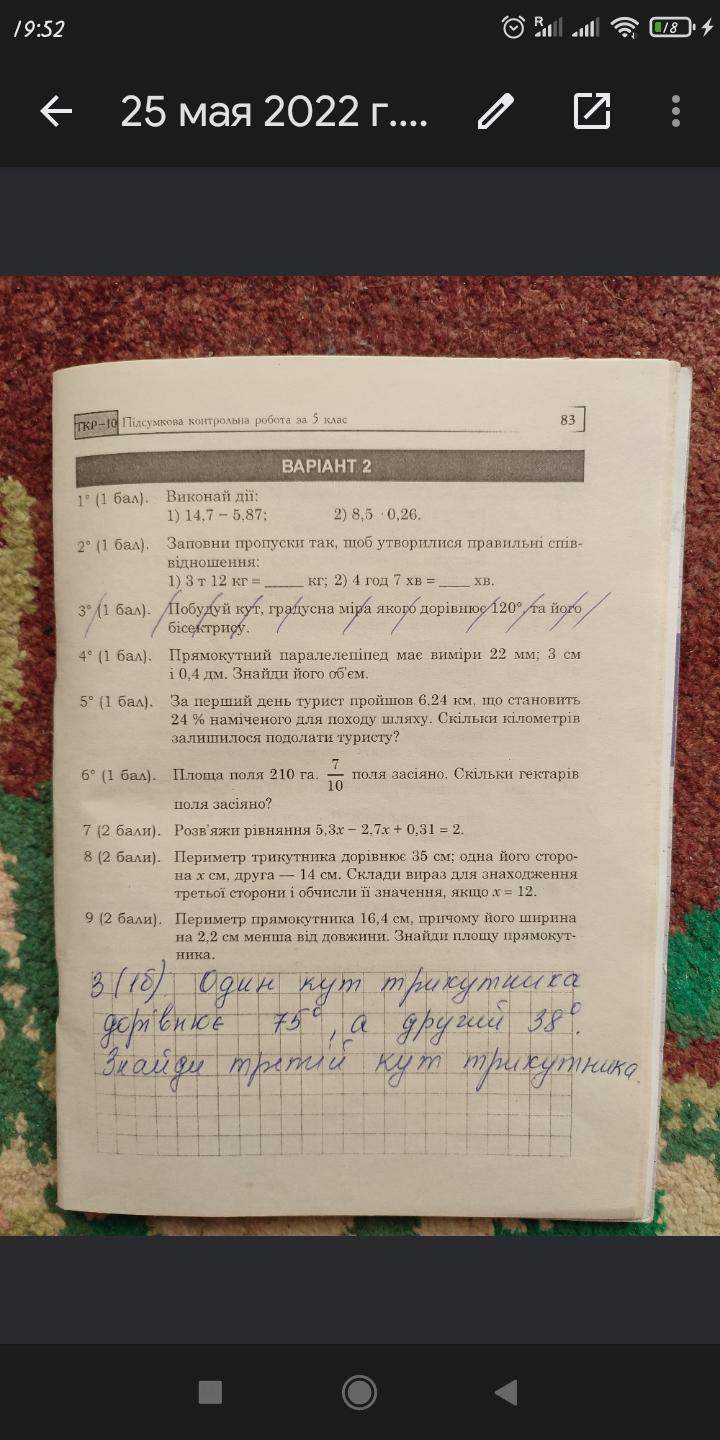 19:52
R
18
25 мая 2022 г....
ТКР–10 Підсумкова контрольна робота за 5 клас 83
ВАРІАНТ 2
1° (1 бал). Виконай дії:
1) 14,7 – 5,87; 2) 8,5 · 0,26.
2° (1 бал). Заповни пропуски так, щоб утворилися правильні спів-
відношення:
1) 3 т 12 кг = _____ кг; 2) 4 год 7 хв = ____ хв.
3° (1 бал). Побудуй кут, градусна міра якого дорівнює 120°, та його
бісектрису.
4° (1 бал). Прямокутний паралелепіпед має виміри 22 мм; 3 см
і 0,4 дм. Знайди його об'єм.
5° (1 бал). За перший день турист пройшов 6,24 км, що становить
24 % наміченого для походу шляху. Скільки кілометрів
залишилося подолати туристу?
6° (1 бал). Площа поля 210 га. 7/10 поля засіяно. Скільки гектарів
поля засіяно?
7 (2 бали). Розв'яжи рівняння 5,3x – 2,7x + 0,31 = 2.
8 (2 бали). Периметр трикутника дорівнює 35 см; одна його сторо-
на x см, друга — 14 см. Склади вираз для знаходження
третьої сторони і обчисли її значення, якщо x = 12.
9 (2 бали). Периметр прямокутника 16,4 см, причому його ширина
на 2,2 см менша від довжини. Знайди площу прямокут-
ника.
3 (1б). Один кут трикутника
дорівнює 75°, а другий 38°.
Знайди третій кут трикутника.